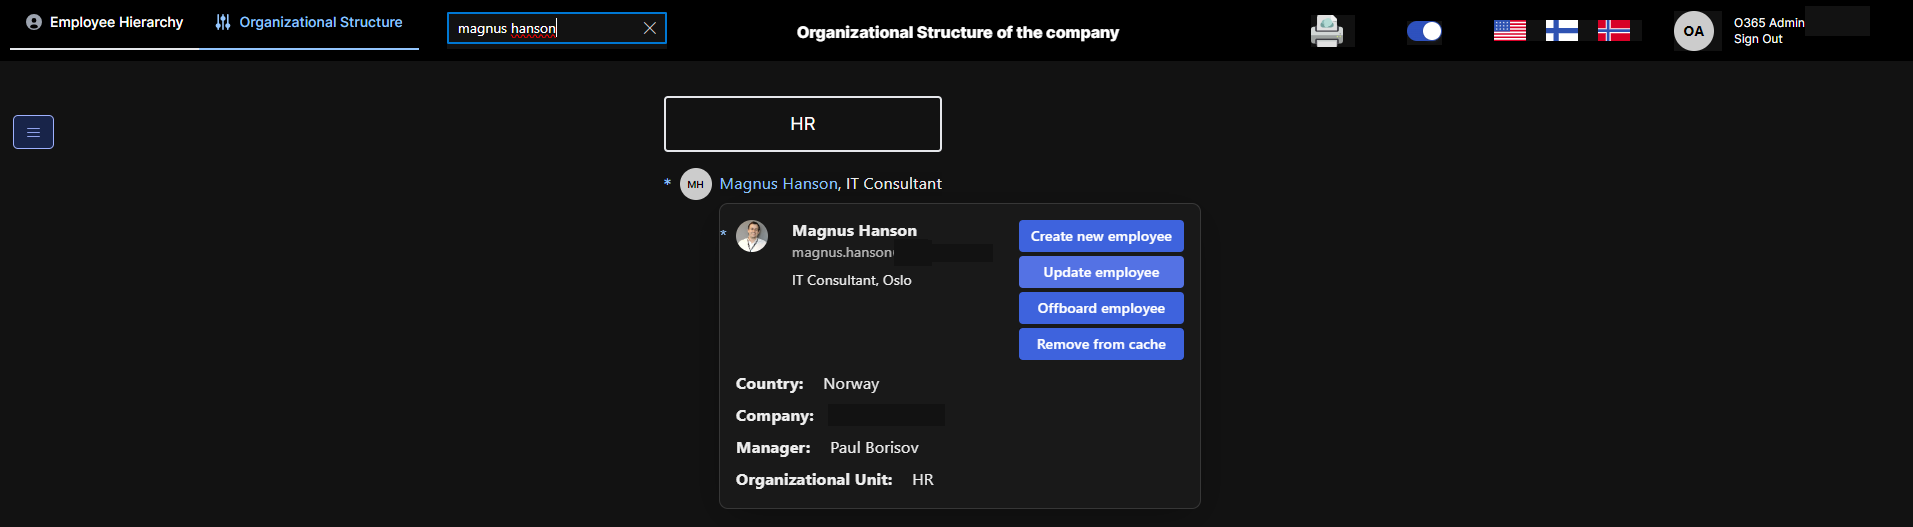 Employee Hierarchy
Organizational Structure
magnus hanson
Organizational Structure of the company
OA
O365 Admin
Sign Out
HR
* MH Magnus Hanson, IT Consultant
* Magnus Hanson
magnus.hanson
IT Consultant, Oslo
Create new employee
Update employee
Offboard employee
Remove from cache
Country: Norway
Company:
Manager: Paul Borisov
Organizational Unit: HR